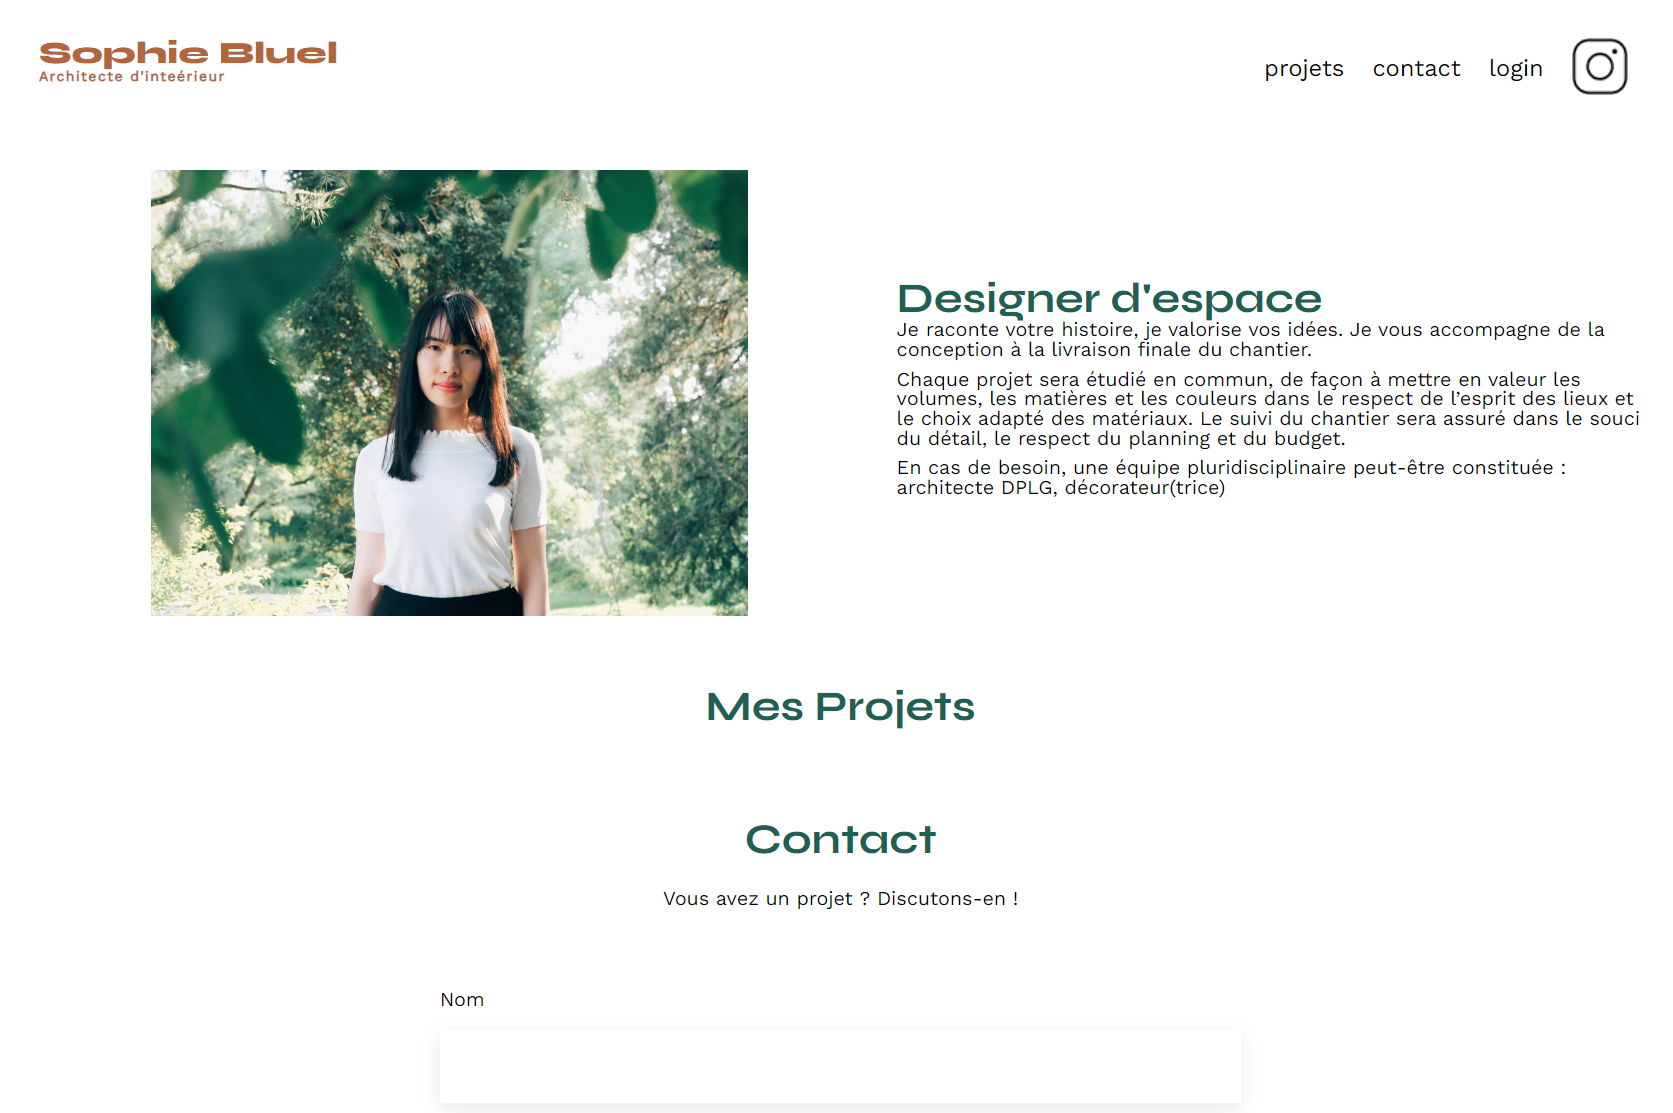 Sophie Bluel
Architecte d'inteérieur
projets contact login
Designer d'espace
Je raconte votre histoire, je valorise vos idées. Je vous accompagne de la
conception à la livraison finale du chantier.
Chaque projet sera étudié en commun, de façon à mettre en valeur les
volumes, les matières et les couleurs dans le respect de l’esprit des lieux et
le choix adapté des matériaux. Le suivi du chantier sera assuré dans le souci
du détail, le respect du planning et du budget.
En cas de besoin, une équipe pluridisciplinaire peut-être constituée :
architecte DPLG, décorateur(trice)
Mes Projets
Contact
Vous avez un projet ? Discutons-en !
Nom